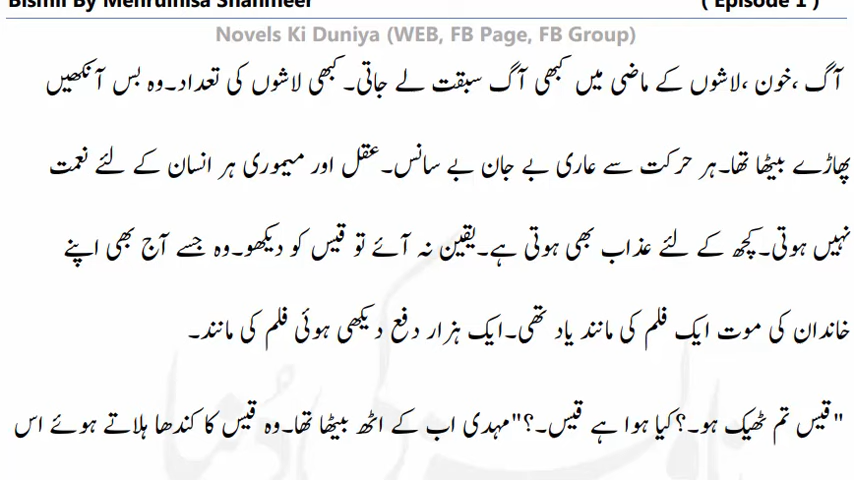 Bismil By Mehrulnisa Shahmeer ( Episode 1 )
Novels Ki Duniya (WEB, FB Page, FB Group)
آگ ،خون ،لاشوں کے ماضی میں کبھی آگ سبقت لے جاتی۔کبھی لاشوں کی تعداد۔وہ بس آنکھیں
پھاڑے بیٹھا تھا۔ہر حرکت سے عاری بے جان بے سانس۔عقل اور میموری ہر انسان کے لئے نعمت
نہیں ہوتی۔کچھ کے لئے عذاب بھی ہوتی ہے۔یقین نہ آئے تو قیس کو دیکھو۔وہ جسے آج بھی اپنے
خاندان کی موت ایک فلم کی مانند یاد تھی۔ایک ہزار دفع دیکھی ہوئی فلم کی مانند۔
"قیس تم ٹھیک ہو۔؟کیا ہوا ہے قیس۔؟"مہدی اب کے اٹھ بیٹھا تھا۔وہ قیس کا کندھا ہلاتے ہوئے اس